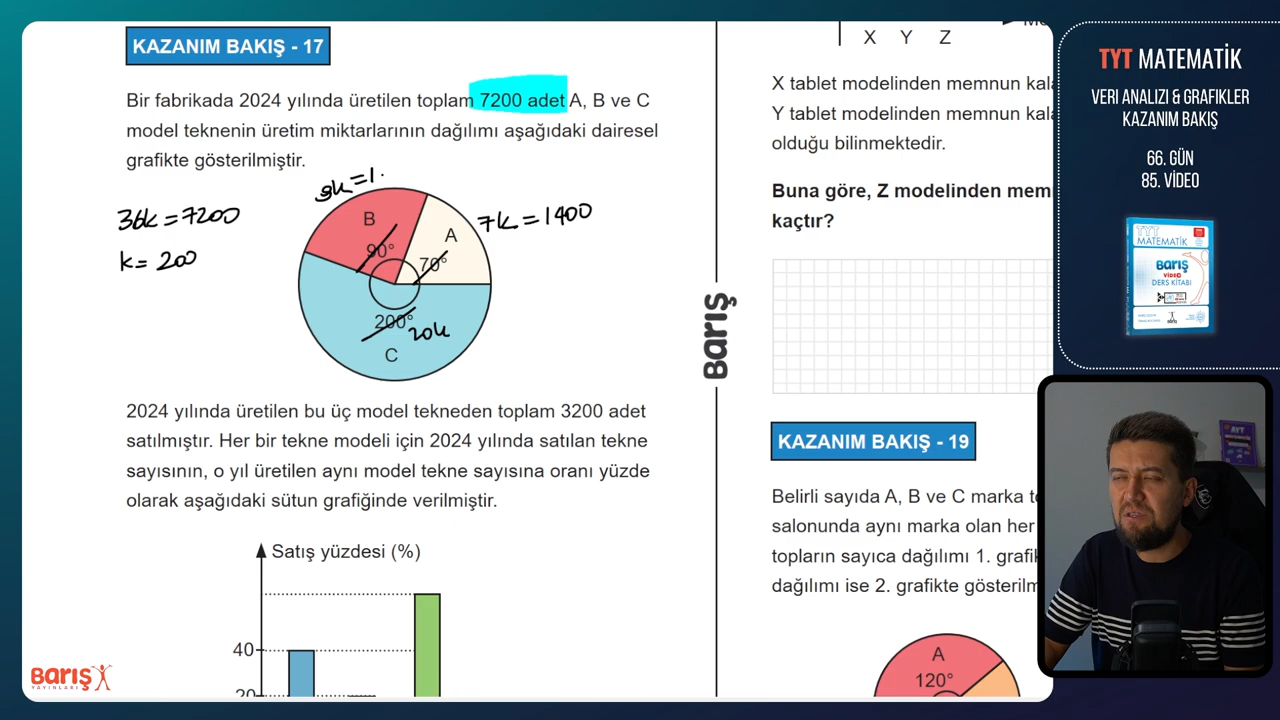 KAZANIM BAKIŞ - 17
Bir fabrikada 2024 yılında üretilen toplam 7200 adet A, B ve C
model teknenin üretim miktarlarının dağılımı aşağıdaki dairesel
grafikte gösterilmiştir.
9k=1.
36k=7200
k=200
7k=1400
B
90°
A
70°
200°
20k
C
2024 yılında üretilen bu üç model tekneden toplam 3200 adet
satılmıştır. Her bir tekne modeli için 2024 yılında satılan tekne
sayısının, o yıl üretilen aynı model tekne sayısına oranı yüzde
olarak aşağıdaki sütun grafiğinde verilmiştir.
Satış yüzdesi (%)
40
20
BARIŞ
YAYINLARI
BARIŞ
X Y Z
X tablet modelinden memnun kal
Y tablet modelinden memnun kal
olduğu bilinmektedir.
Buna göre, Z modelinden mem
kaçtır?
KAZANIM BAKIŞ - 19
Belirli sayıda A, B ve C marka
salonunda aynı marka olan her
topların sayıca dağılımı 1. grafik
dağılımı ise 2. grafikte gösterilm
A
120°
TYT MATEMATİK
VERI ANALIZI & GRAFIKLER
KAZANIM BAKIŞ
66. GÜN
85. VİDEO
TYT
MATEMATİK
BARIŞ
VİDEO
DERS KİTABI